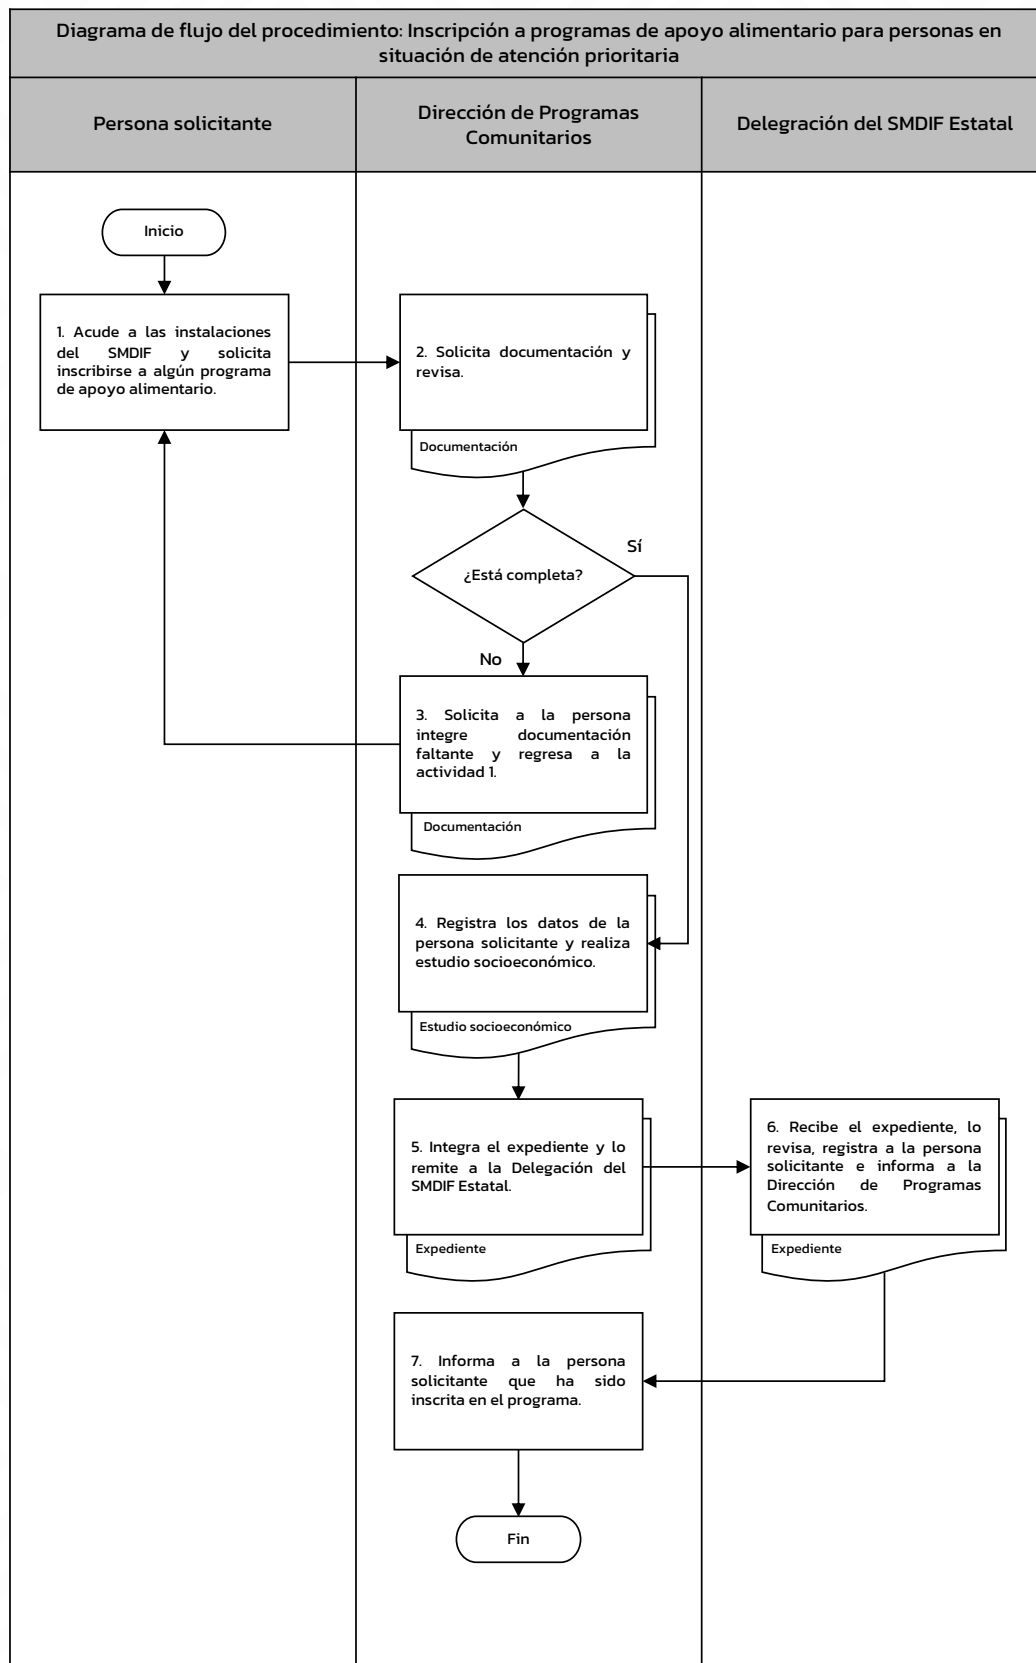 Diagrama de flujo del procedimiento: Inscripción a programas de apoyo alimentario para personas en
situación de atención prioritaria
Persona solicitante
Dirección de Programas
Comunitarios
Delegración del SMDIF Estatal
Inicio
1. Acude a las instalaciones
del SMDIF y solicita
inscribirse a algún programa
de apoyo alimentario.
2. Solicita documentación y
revisa.
Documentación
¿Está completa?
Sí
No
3. Solicita a la persona
integre documentación
faltante y regresa a la
actividad 1.
Documentación
4. Registra los datos de la
persona solicitante y realiza
estudio socioeconómico.
Estudio socioeconómico
5. Integra el expediente y lo
remite a la Delegación del
SMDIF Estatal.
Expediente
6. Recibe el expediente, lo
revisa, registra a la persona
solicitante e informa a la
Dirección de Programas
Comunitarios.
Expediente
7. Informa a la persona
solicitante que ha sido
inscrita en el programa.
Fin